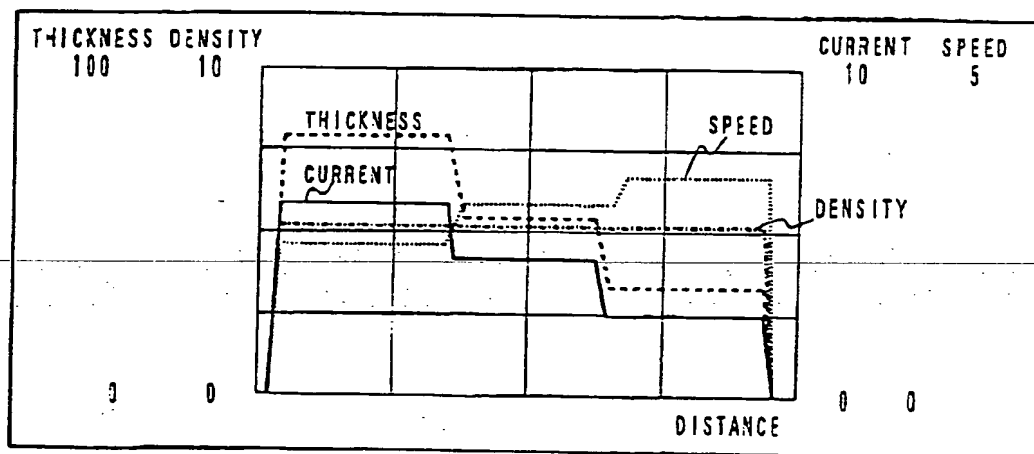 THICKNESS DENSITY
100 10
CURRENT SPEED
10 5
THICKNESS
SPEED
CURRENT
DENSITY
0 0
0 0
DISTANCE